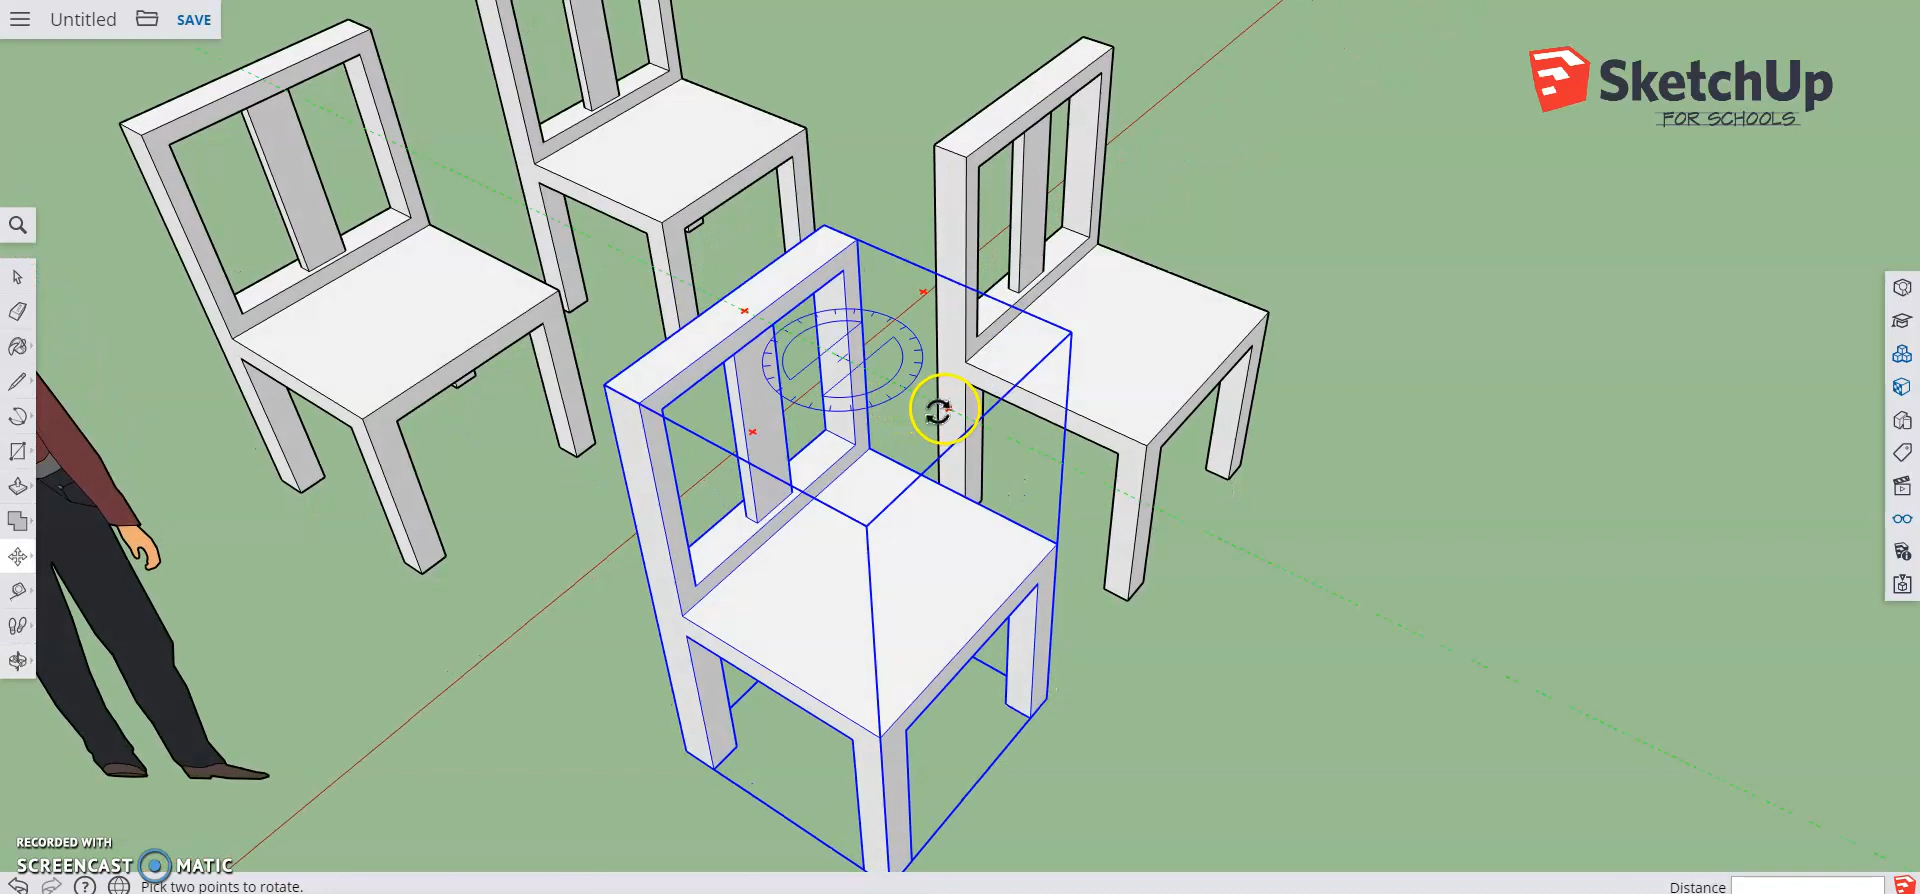 Untitled SAVE
SketchUp
FOR SCHOOLS
RECORDED WITH
SCREENCAST MATIC
Pick two points to rotate.
Distance